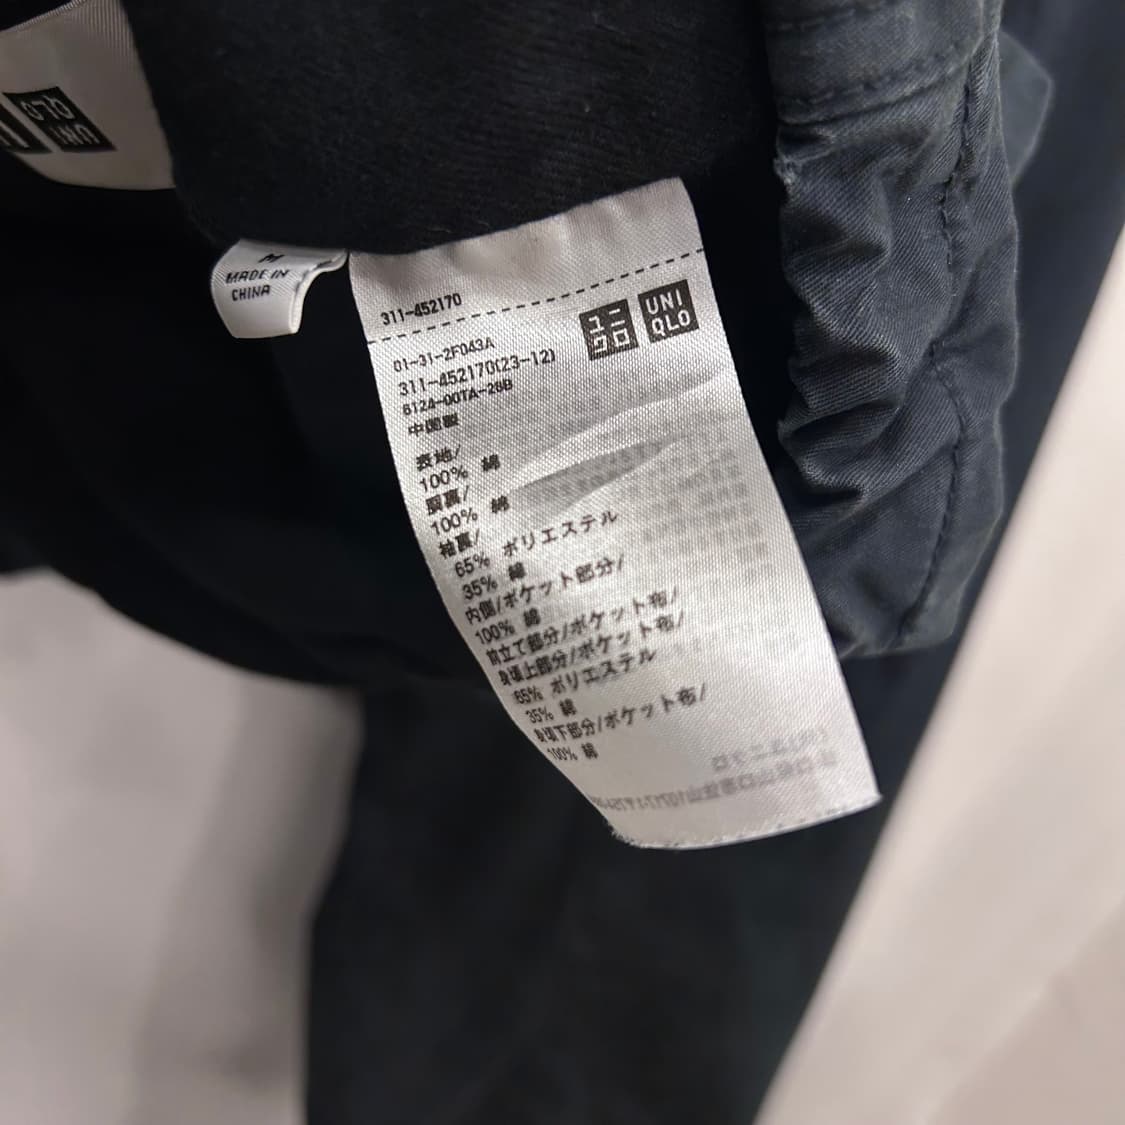 UNI
QLO
M
MADE IN
CHINA
311-452170
ユニ
クロ
UNI
QLO
01-31-2F043A
311-452170(23-12)
6124-001A-28B
中国製
表地/
100% 綿
胴裏/
100% 綿
袖裏/
65% ポリエステル
35% 綿
内側/ポケット部分/
100% 綿
前立て部分/ポケット布/
身頃上部分/ポケット布/
65% ポリエステル
35% 綿
身頃下部分/ポケット布/
100% 綿